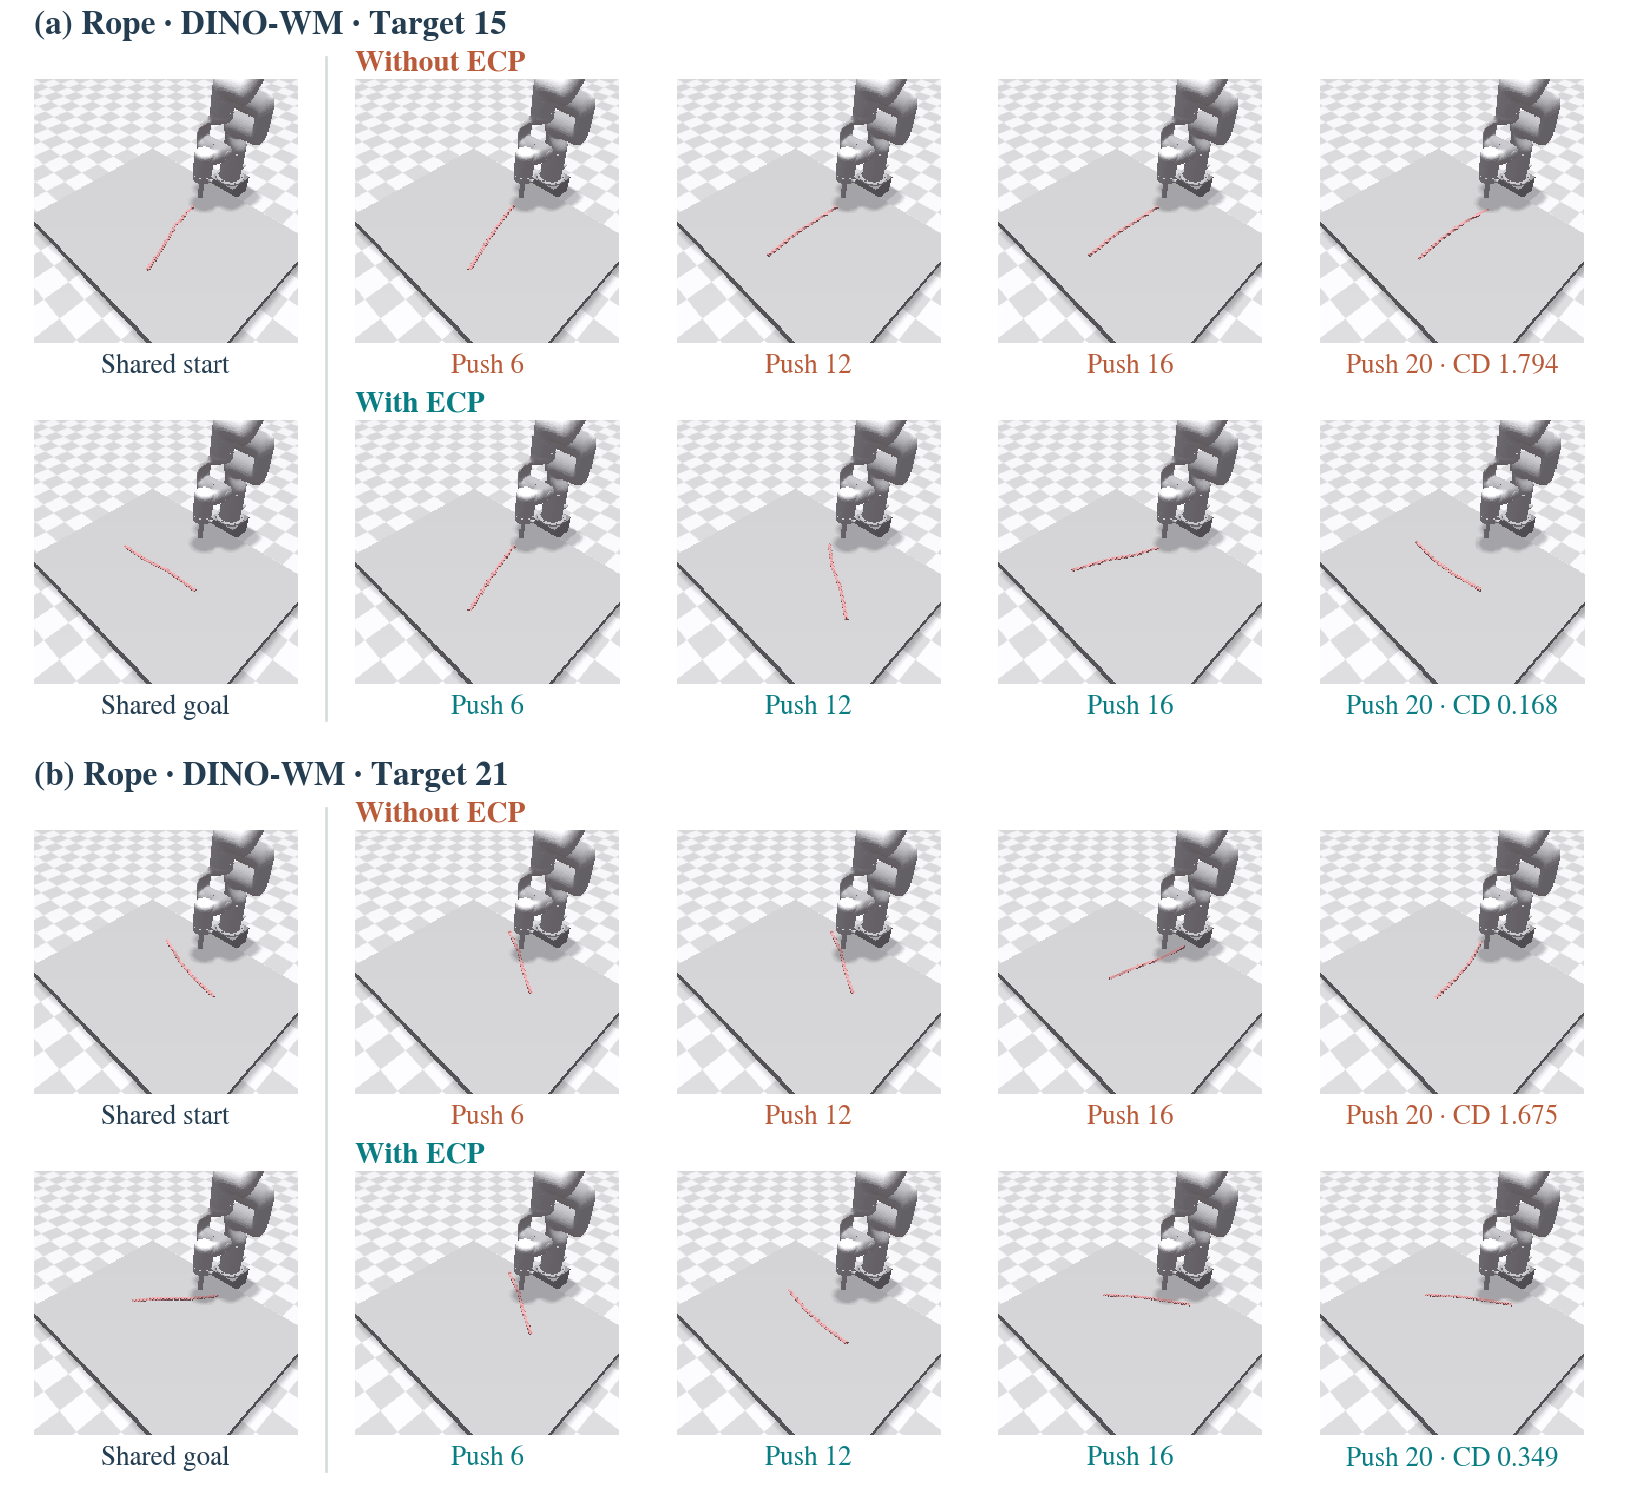 (a) Rope · DINO-WM · Target 15
Without ECP
Shared start
Push 6
Push 12
Push 16
Push 20 · CD 1.794
With ECP
Shared goal
Push 6
Push 12
Push 16
Push 20 · CD 0.168
(b) Rope · DINO-WM · Target 21
Without ECP
Shared start
Push 6
Push 12
Push 16
Push 20 · CD 1.675
With ECP
Shared goal
Push 6
Push 12
Push 16
Push 20 · CD 0.349